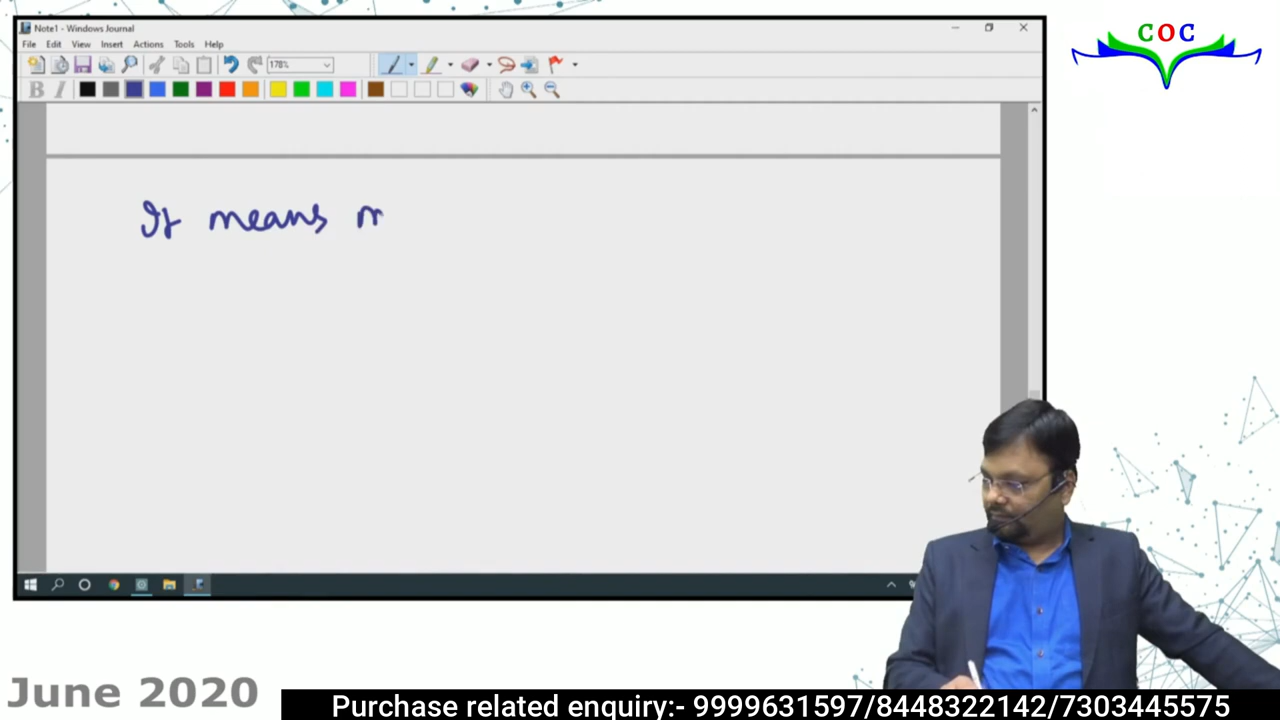 Note1 - Windows Journal
File Edit View Insert Actions Tools Help
178%
B I
COC
It means
June 2020
Purchase related enquiry:- 9999631597/8448322142/7303445575